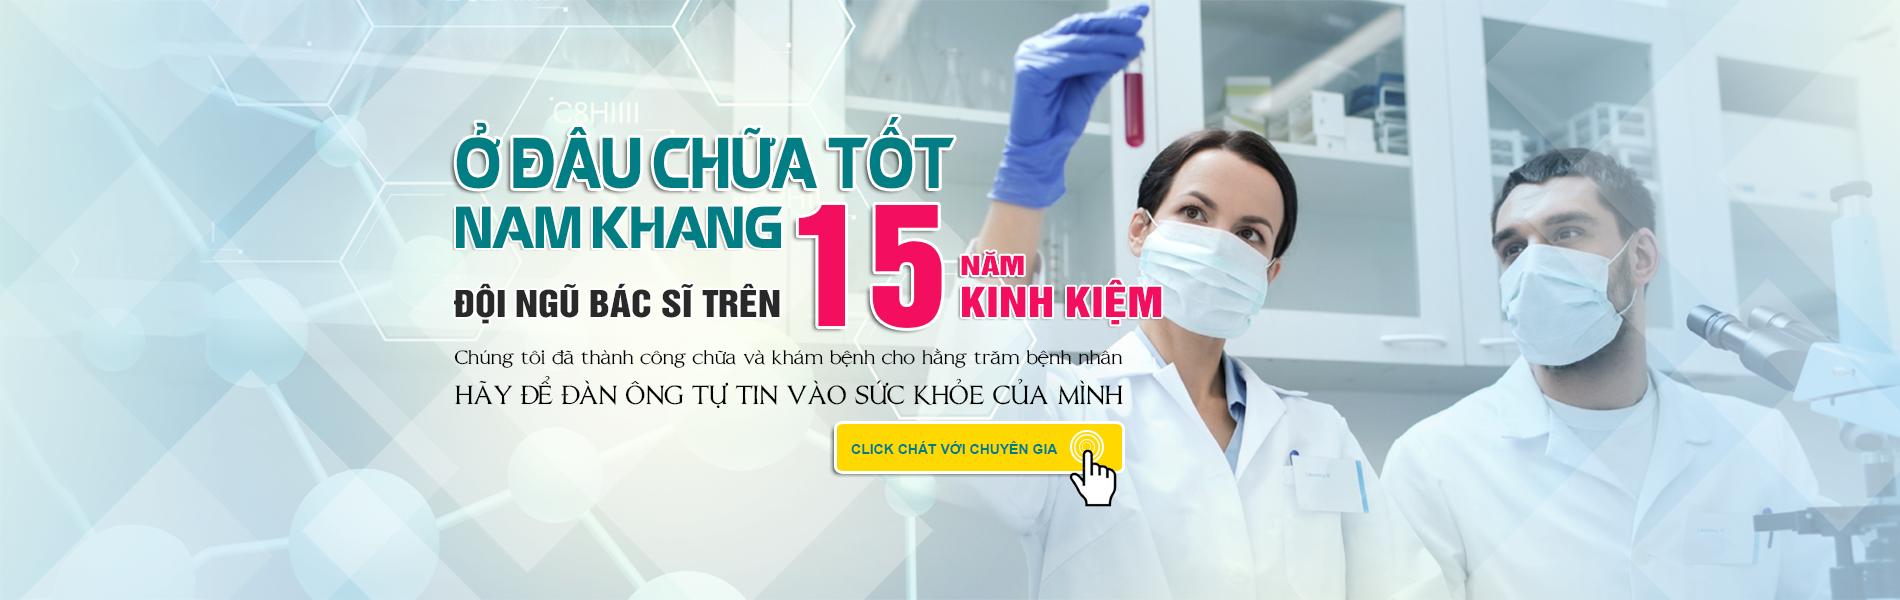 C8HIIII
Ở ĐÂU CHỮA TỐT
NAM KHANG
ĐỘI NGŨ BÁC SĨ TRÊN 15 NĂM KINH KIỆM
Chúng tôi đã thành công chữa và khám bệnh cho hằng trăm bệnh nhân
HÃY ĐỂ ĐÀN ÔNG TỰ TIN VÀO SỨC KHỎE CỦA MÌNH
CLICK CHÁT VỚI CHUYÊN GIA